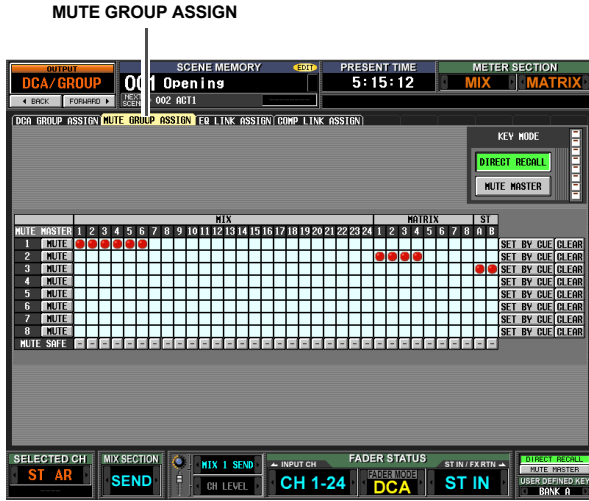 MUTE GROUP ASSIGN
OUTPUT
DCA/GROUP
BACK FORWARD
SCENE MEMORY EDIT
001 Opening
NEXT SCENE 002 ACT1
PRESENT TIME
5:15:12
METER SECTION
MIX MATRIX
DCA GROUP ASSIGN MUTE GROUP ASSIGN EQ LINK ASSIGN COMP LINK ASSIGN
KEY MODE
DIRECT RECALL
MUTE MASTER
MIX MATRIX ST
MUTE MASTER 1 2 3 4 5 6 7 8 9 10 11 12 13 14 15 16 17 18 19 20 21 22 23 24 1 2 3 4 5 6 7 8 A B
1 MUTE SET BY CUE CLEAR
2 MUTE SET BY CUE CLEAR
3 MUTE SET BY CUE CLEAR
4 MUTE SET BY CUE CLEAR
5 MUTE SET BY CUE CLEAR
6 MUTE SET BY CUE CLEAR
7 MUTE SET BY CUE CLEAR
8 MUTE SET BY CUE CLEAR
MUTE SAFE - - - - - - - - - - - - - - - - - - - - - - - - - - - - - - - - - -
SELECTED CH
ST AR
MIX SECTION
SEND
MIX 1 SEND
CH LEVEL
FADER STATUS
INPUT CH
CH 1-24
FADER MODE
DCA
ST IN / FX RTN
ST IN
DIRECT RECALL
MUTE MASTER
USER DEFINED KEY
BANK A